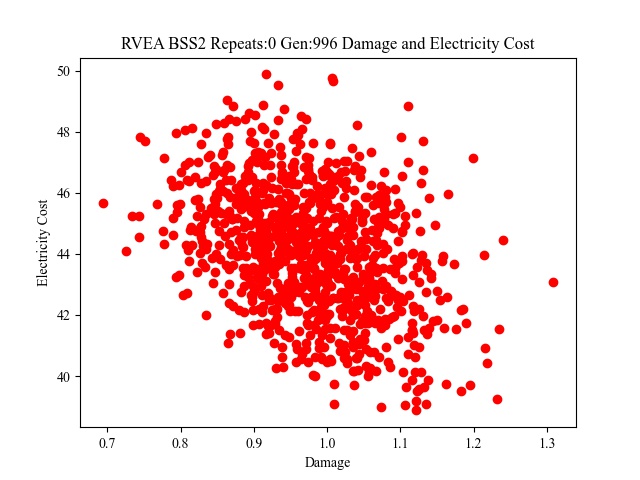 RVEA BSS2 Repeats:0 Gen:996 Damage and Electricity Cost
50
48
46
44
42
40
Electricity Cost
0.7 0.8 0.9 1.0 1.1 1.2 1.3
Damage